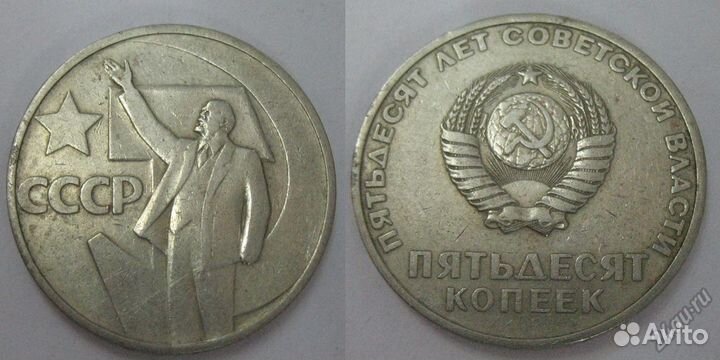 СССР
ПЯТЬДЕСЯТ ЛЕТ СОВЕТСКОЙ ВЛАСТИ
ПЯТЬДЕСЯТ
КОПЕЕК
Avito